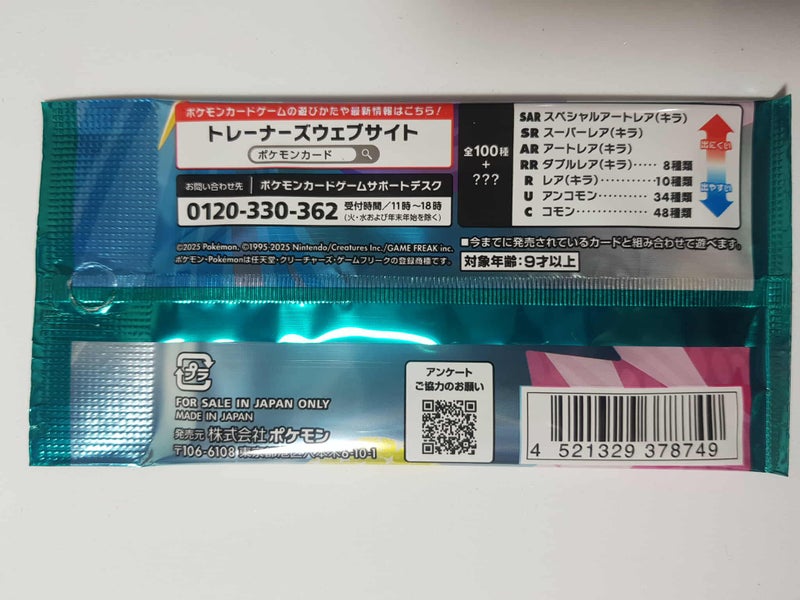 ポケモンカードゲームの遊びかたや最新情報はこちら!
トレーナーズウェブサイト
ポケモンカード
お問い合わせ先 ポケモンカードゲームサポートデスク
0120-330-362 受付時間/11時~18時
(火・水および年末年始を除く)
©2025 Pokémon. ©1995-2025 Nintendo/Creatures Inc./GAME FREAK inc.
ポケモン・Pokémonは任天堂・クリーチャーズ・ゲームフリークの登録商標です。
全100種
+
???
SAR スペシャルアートレア(キラ)
SR スーパーレア(キラ)
AR アートレア(キラ)
RR ダブルレア(キラ)····· 8種類
R レア(キラ)············10種類
U アンコモン············34種類
C コモン················48種類
出にくい
出やすい
■今までに発売されているカードと組み合わせて遊べます。
対象年齢:9才以上
プラ
FOR SALE IN JAPAN ONLY
MADE IN JAPAN
発売元 株式会社ポケモン
〒106-6108 東京都港区六本木6-10-1
アンケート
ご協力のお願い
4 521329 378749